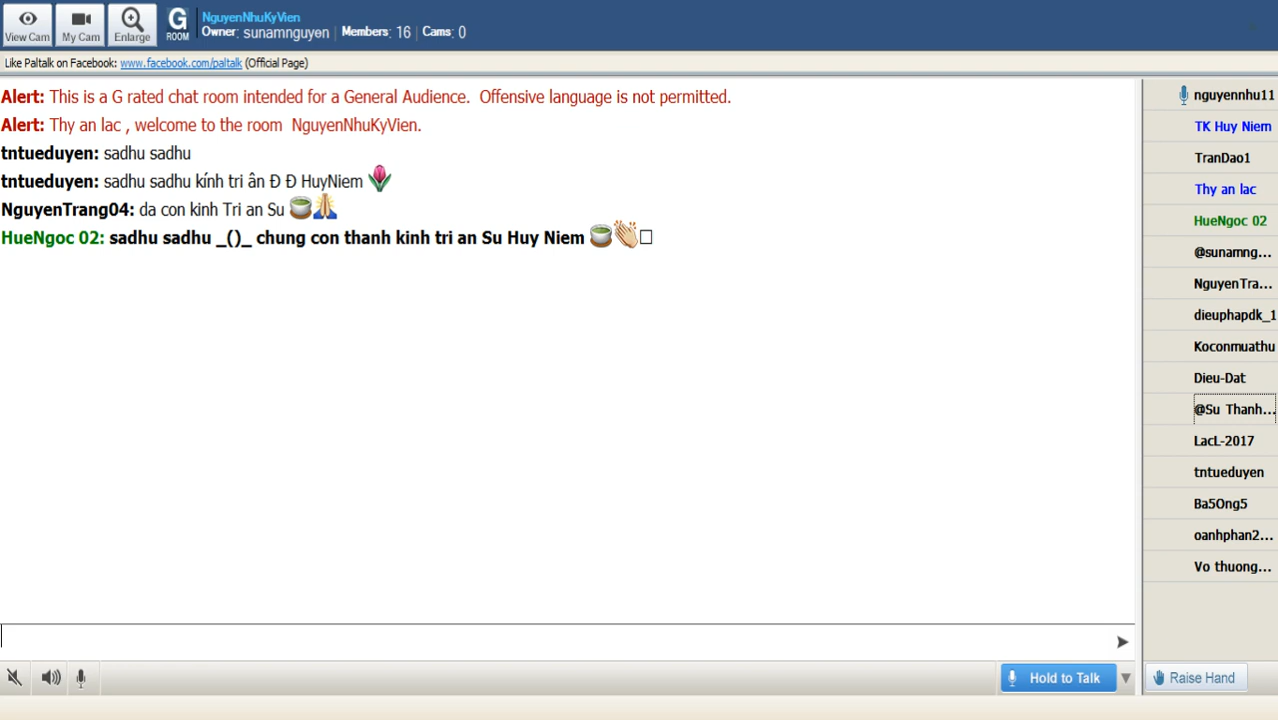 NguyenNhuKyVien
G
ROOM
Owner: sunamnguyen | Members: 16 | Cams: 0
View Cam
My Cam
Enlarge
Like Paltalk on Facebook: www.facebook.com/paltalk (Official Page)
Alert: This is a G rated chat room intended for a General Audience. Offensive language is not permitted.
Alert: Thy an lac , welcome to the room NguyenNhuKyVien.
tntueduyen: sadhu sadhu
tntueduyen: sadhu sadhu kính tri ân Đ Đ HuyNiem
NguyenTrang04: da con kinh Tri an Su
HueNgoc 02: sadhu sadhu _()_ chung con thanh kinh tri an Su Huy Niem
nguyennhu11
TK Huy Niem
TranDao1
Thy an lac
HueNgoc 02
@sunamng...
NguyenTra...
dieuphapdk_1
Koconmuathu
Dieu-Dat
@Su Thanh...
LacL-2017
tntueduyen
Ba5Ong5
oanhphan2...
Vo thuong...
Hold to Talk
Raise Hand